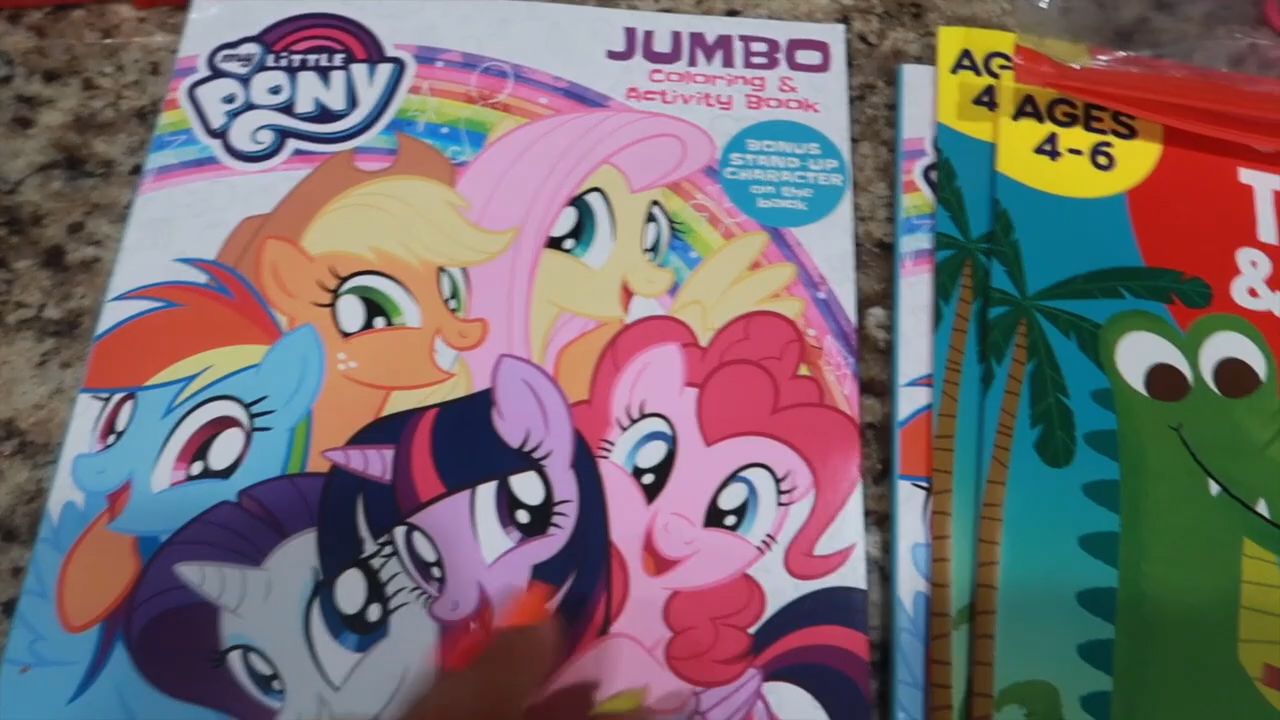 my LiTTLE
PONY
JUMBO
Coloring &
Activity Book
BONUS
STAND-UP
CHARACTER
on the
back
AG
4
AGES
4-6
T
&